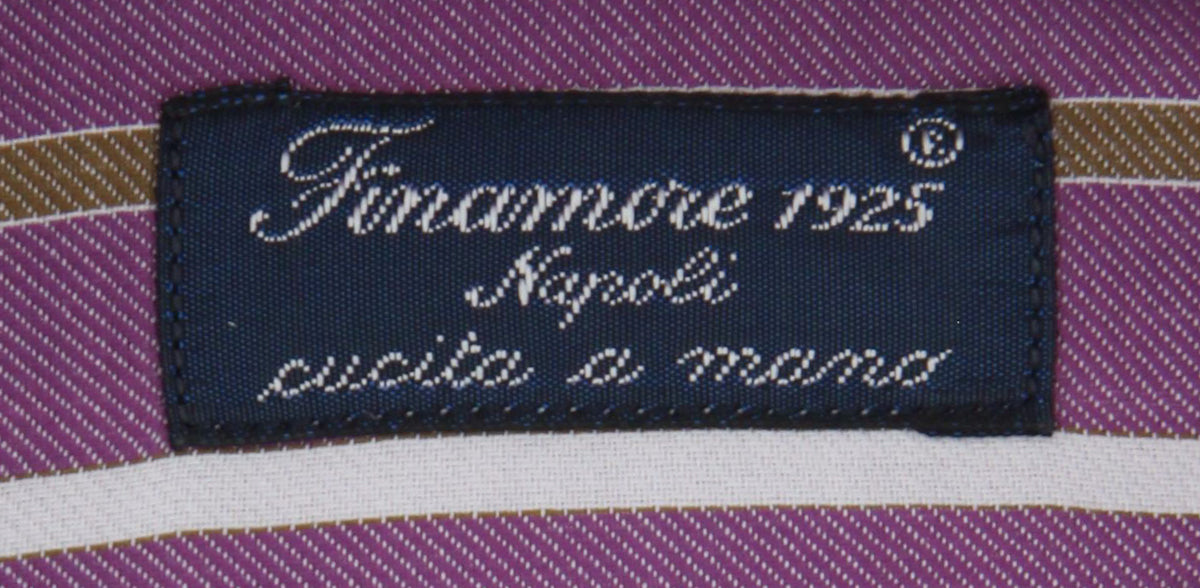 Finamore 1925 ®
Napoli
cucita a mano